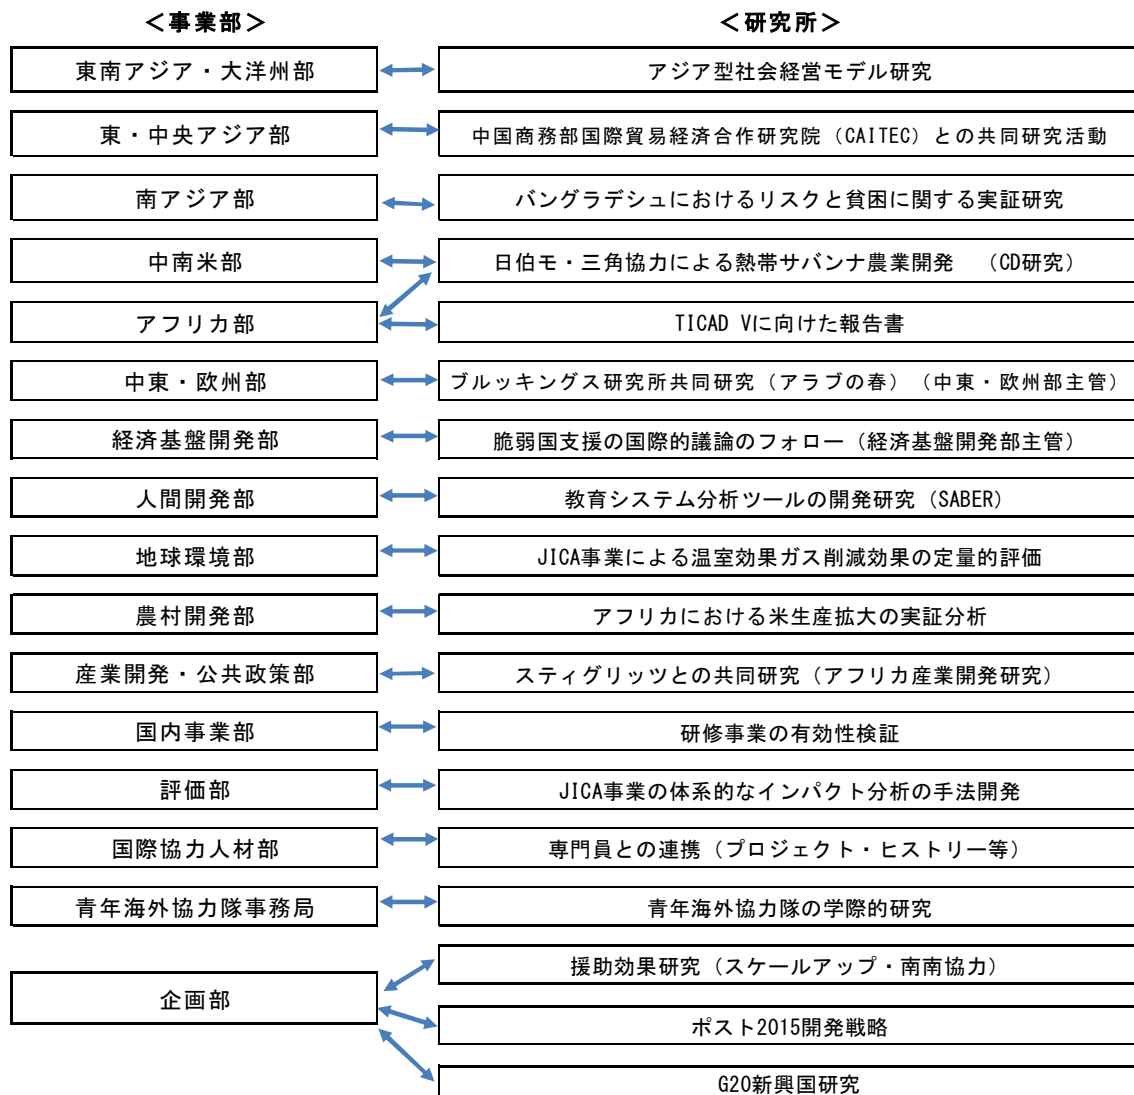 ＜事業部＞ ＜研究所＞
東南アジア・大洋州部 アジア型社会経営モデル研究
東・中央アジア部 中国商務部国際貿易経済合作研究院（CAITEC）との共同研究活動
南アジア部 バングラデシュにおけるリスクと貧困に関する実証研究
中南米部 日伯モ・三角協力による熱帯サバンナ農業開発　（CD研究）
アフリカ部 TICAD Vに向けた報告書
中東・欧州部 ブルッキングス研究所共同研究（アラブの春）（中東・欧州部主管）
経済基盤開発部 脆弱国支援の国際的議論のフォロー（経済基盤開発部主管）
人間開発部 教育システム分析ツールの開発研究（SABER）
地球環境部 JICA事業による温室効果ガス削減効果の定量的評価
農村開発部 アフリカにおける米生産拡大の実証分析
産業開発・公共政策部 スティグリッツとの共同研究（アフリカ産業開発研究）
国内事業部 研修事業の有効性検証
評価部 JICA事業の体系的なインパクト分析の手法開発
国際協力人材部 専門員との連携（プロジェクト・ヒストリー等）
青年海外協力隊事務局 青年海外協力隊の学際的研究
企画部 援助効果研究（スケールアップ・南南協力）
ポスト2015開発戦略
G20新興国研究